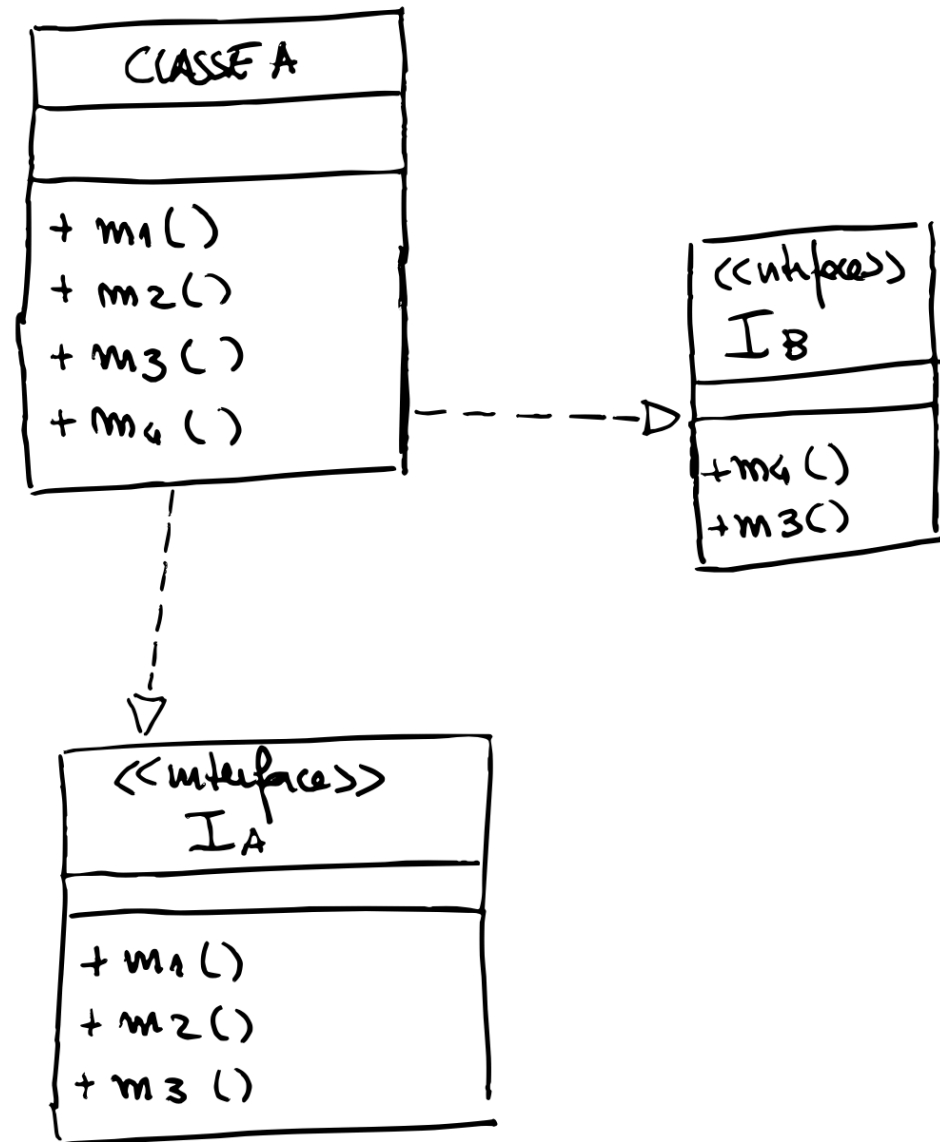 CLASSE A
+ m1()
+ m2()
+ m3()
+ m4()
<<interface>>
IB
+m4()
+m3()
<<interface>>
IA
+ m1()
+ m2()
+ m3()